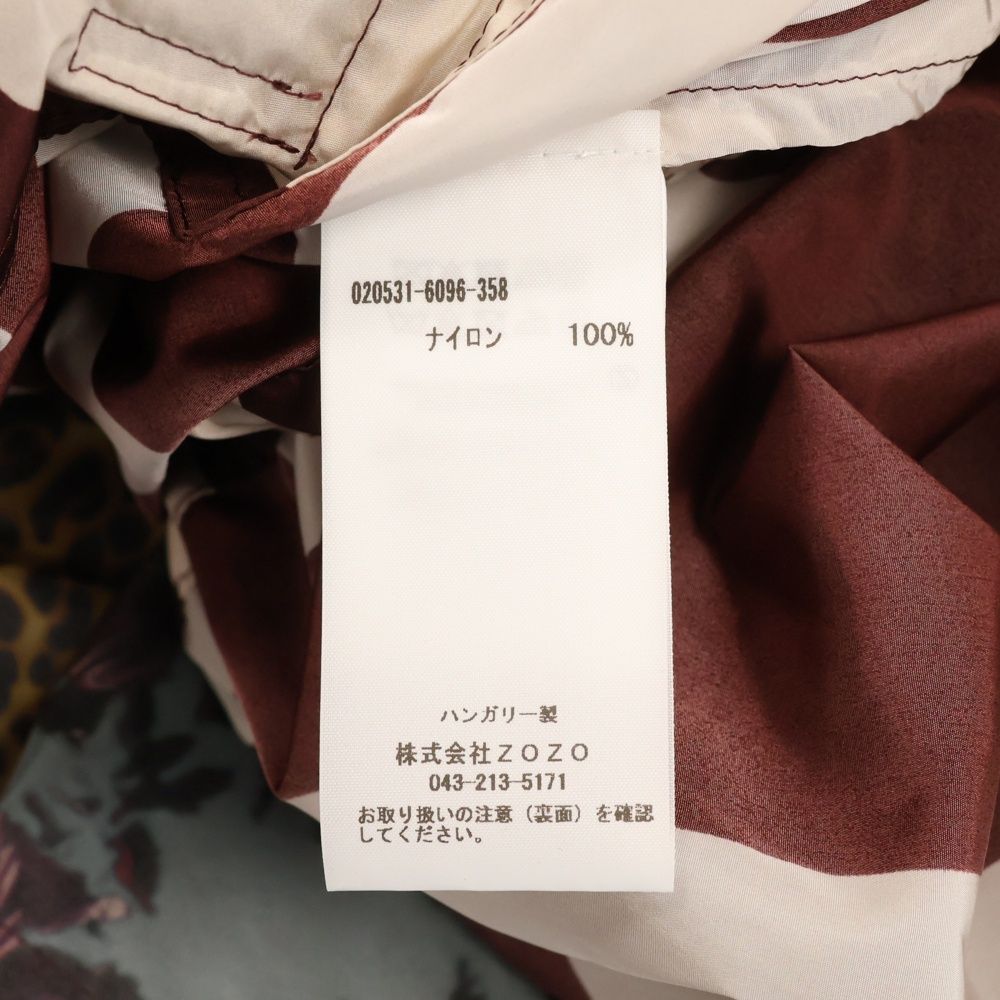 020531-6096-358
ナイロン 100%
ハンガリー製
株式会社ZOZO
043-213-5171
お取り扱いの注意(裏面)を確認
してください。